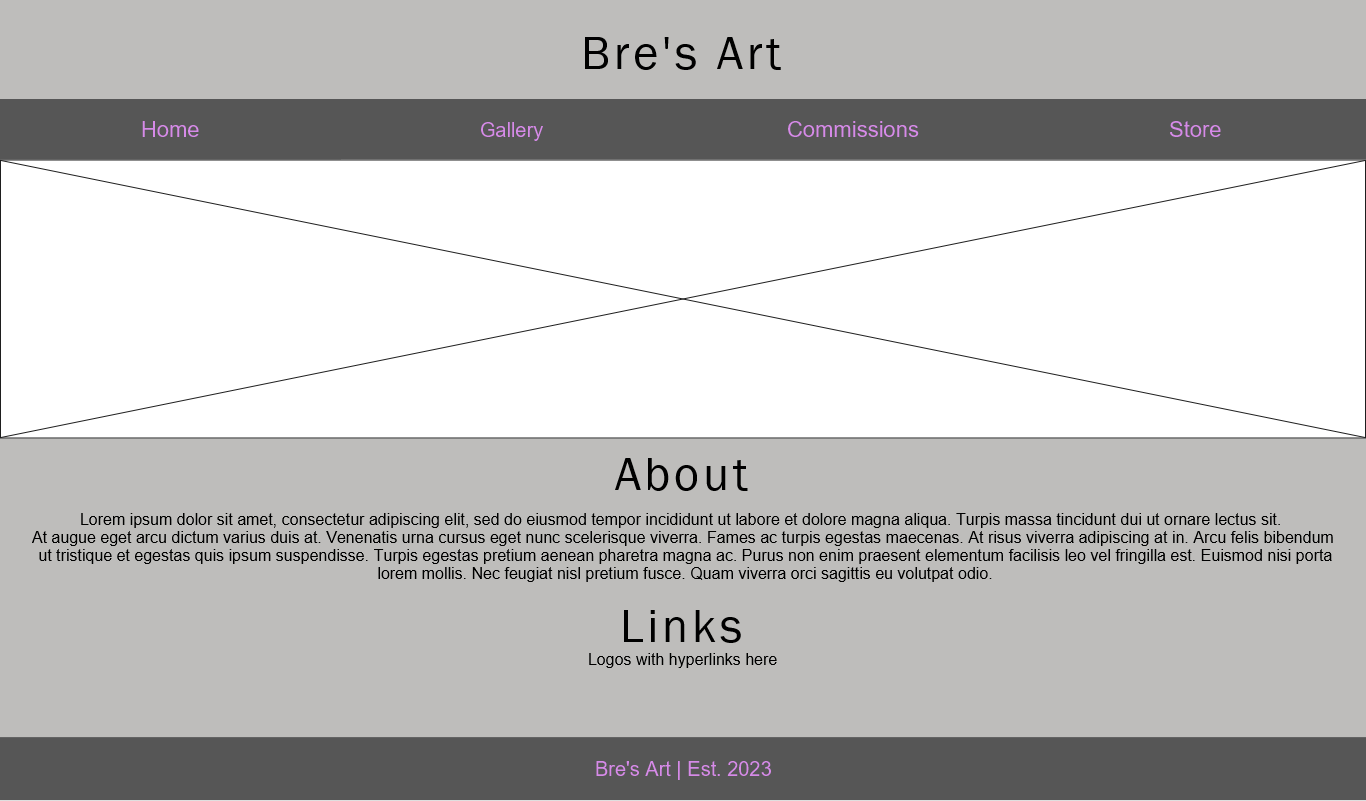 Bre's Art
Home Gallery Commissions Store
About
Lorem ipsum dolor sit amet, consectetur adipiscing elit, sed do eiusmod tempor incididunt ut labore et dolore magna aliqua. Turpis massa tincidunt dui ut ornare lectus sit.
At augue eget arcu dictum varius duis at. Venenatis urna cursus eget nunc scelerisque viverra. Fames ac turpis egestas maecenas. At risus viverra adipiscing at in. Arcu felis bibendum
ut tristique et egestas quis ipsum suspendisse. Turpis egestas pretium aenean pharetra magna ac. Purus non enim praesent elementum facilisis leo vel fringilla est. Euismod nisi porta
lorem mollis. Nec feugiat nisl pretium fusce. Quam viverra orci sagittis eu volutpat odio.
Links
Logos with hyperlinks here
Bre's Art | Est. 2023